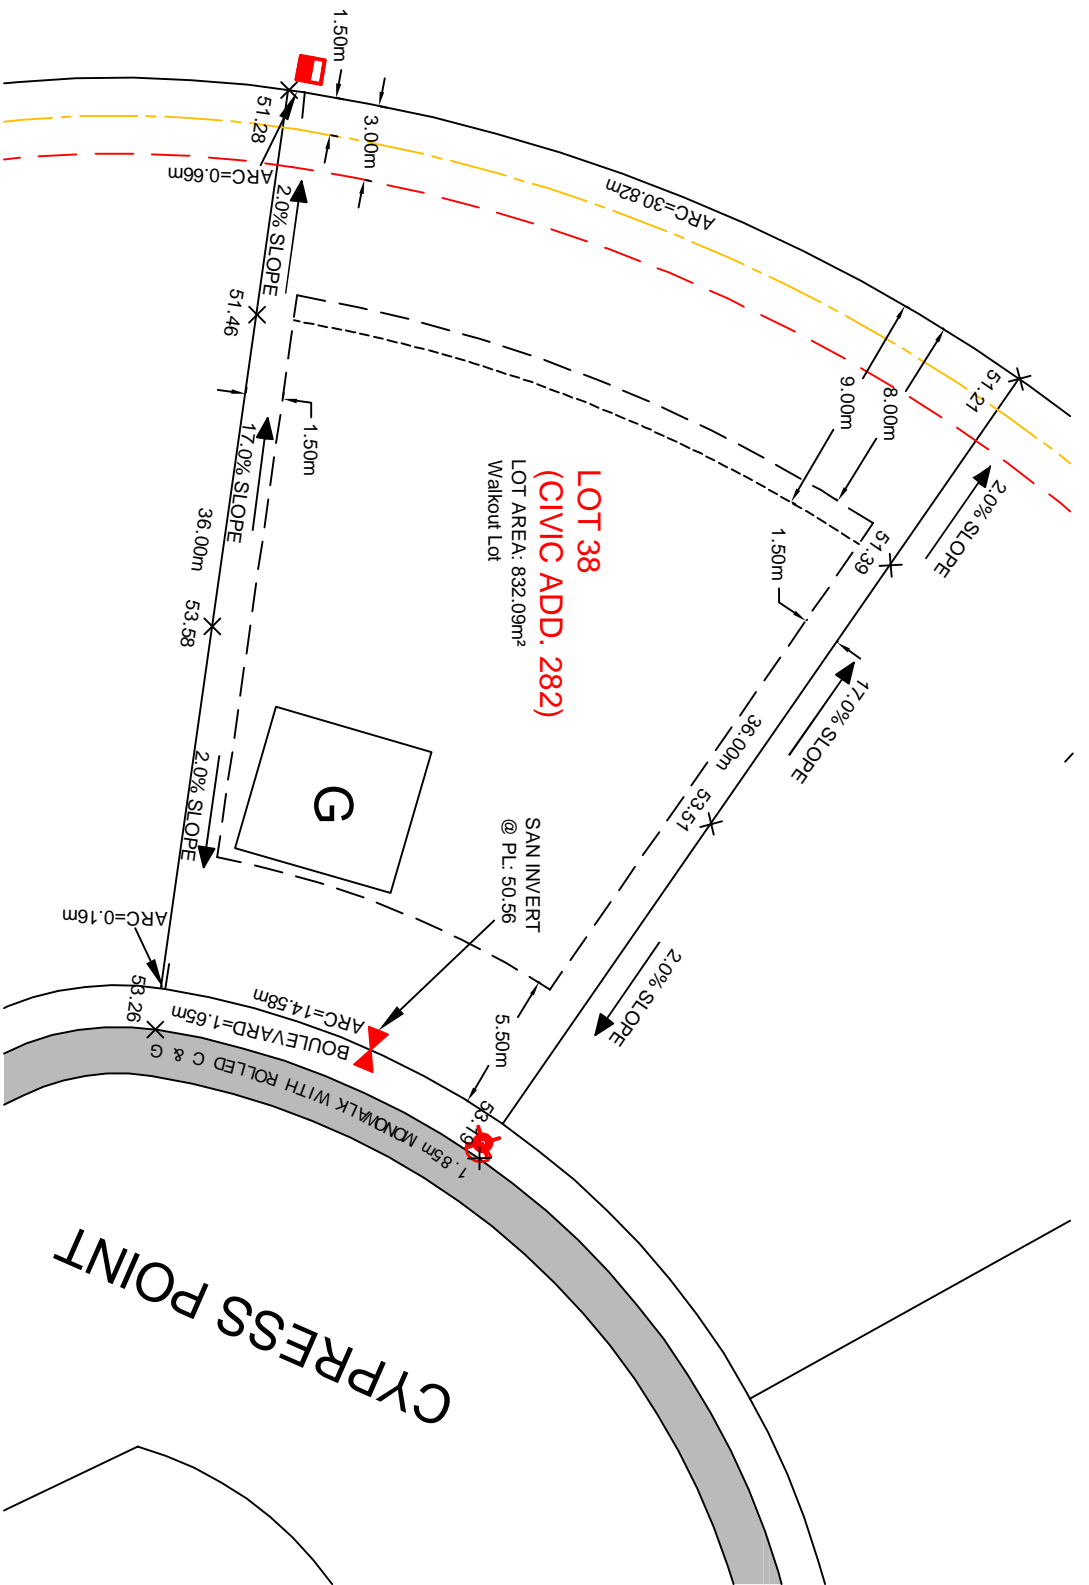 1.50m
51.28
3.00m
ARC=0.66m
ARC=30.82m
2.0% SLOPE
51.46
1.50m
17.0% SLOPE
36.00m
53.58
2.0% SLOPE
9.00m
8.00m
51.21
2.0% SLOPE
51.39
1.50m
17.0% SLOPE
36.00m
53.51
2.0% SLOPE
LOT 38
(CIVIC ADD. 282)
LOT AREA: 832.09m²
Walkout Lot
G
SAN INVERT
@ PL: 50.56
5.50m
ARC=0.16m
53.26
ARC=14.58m
BOULEVARD=1.65m
53.19
1.85m MONOWALK WITH ROLLED C & G
CYPRESS POINT